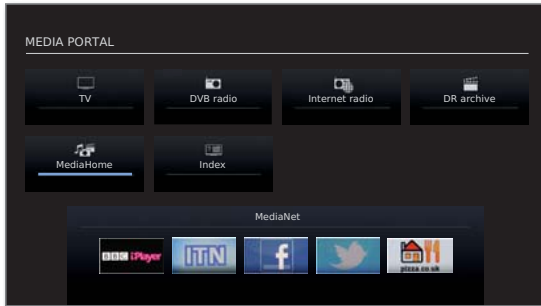 MEDIA PORTAL
TV
DVB radio
Internet radio
DR archive
MediaHome
Index
MediaNet
BBC iPlayer
ITN
f
pizza.co.uk